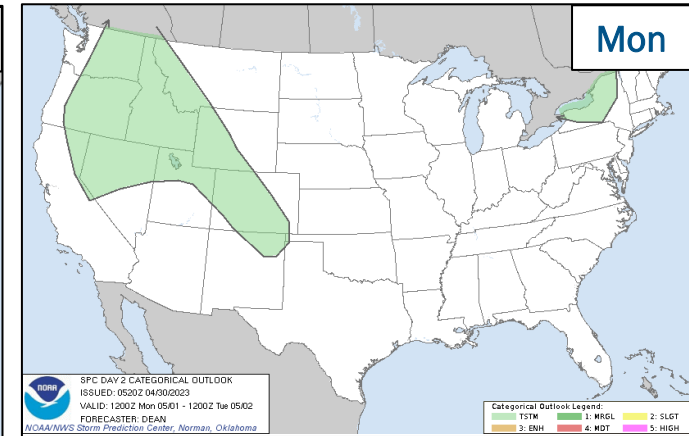 Mon
SPC DAY 2 CATEGORICAL OUTLOOK
ISSUED: 0520Z 04/30/2023
VALID: 1200Z Mon 05/01 - 1200Z Tue 05/02
FORECASTER: DEAN
NOAA/NWS Storm Prediction Center, Norman, Oklahoma
NOAA
Categorical Outlook Legend:
TSTM 1: MRGL 2: SLGT
3: ENH 4: MDT 5: HIGH